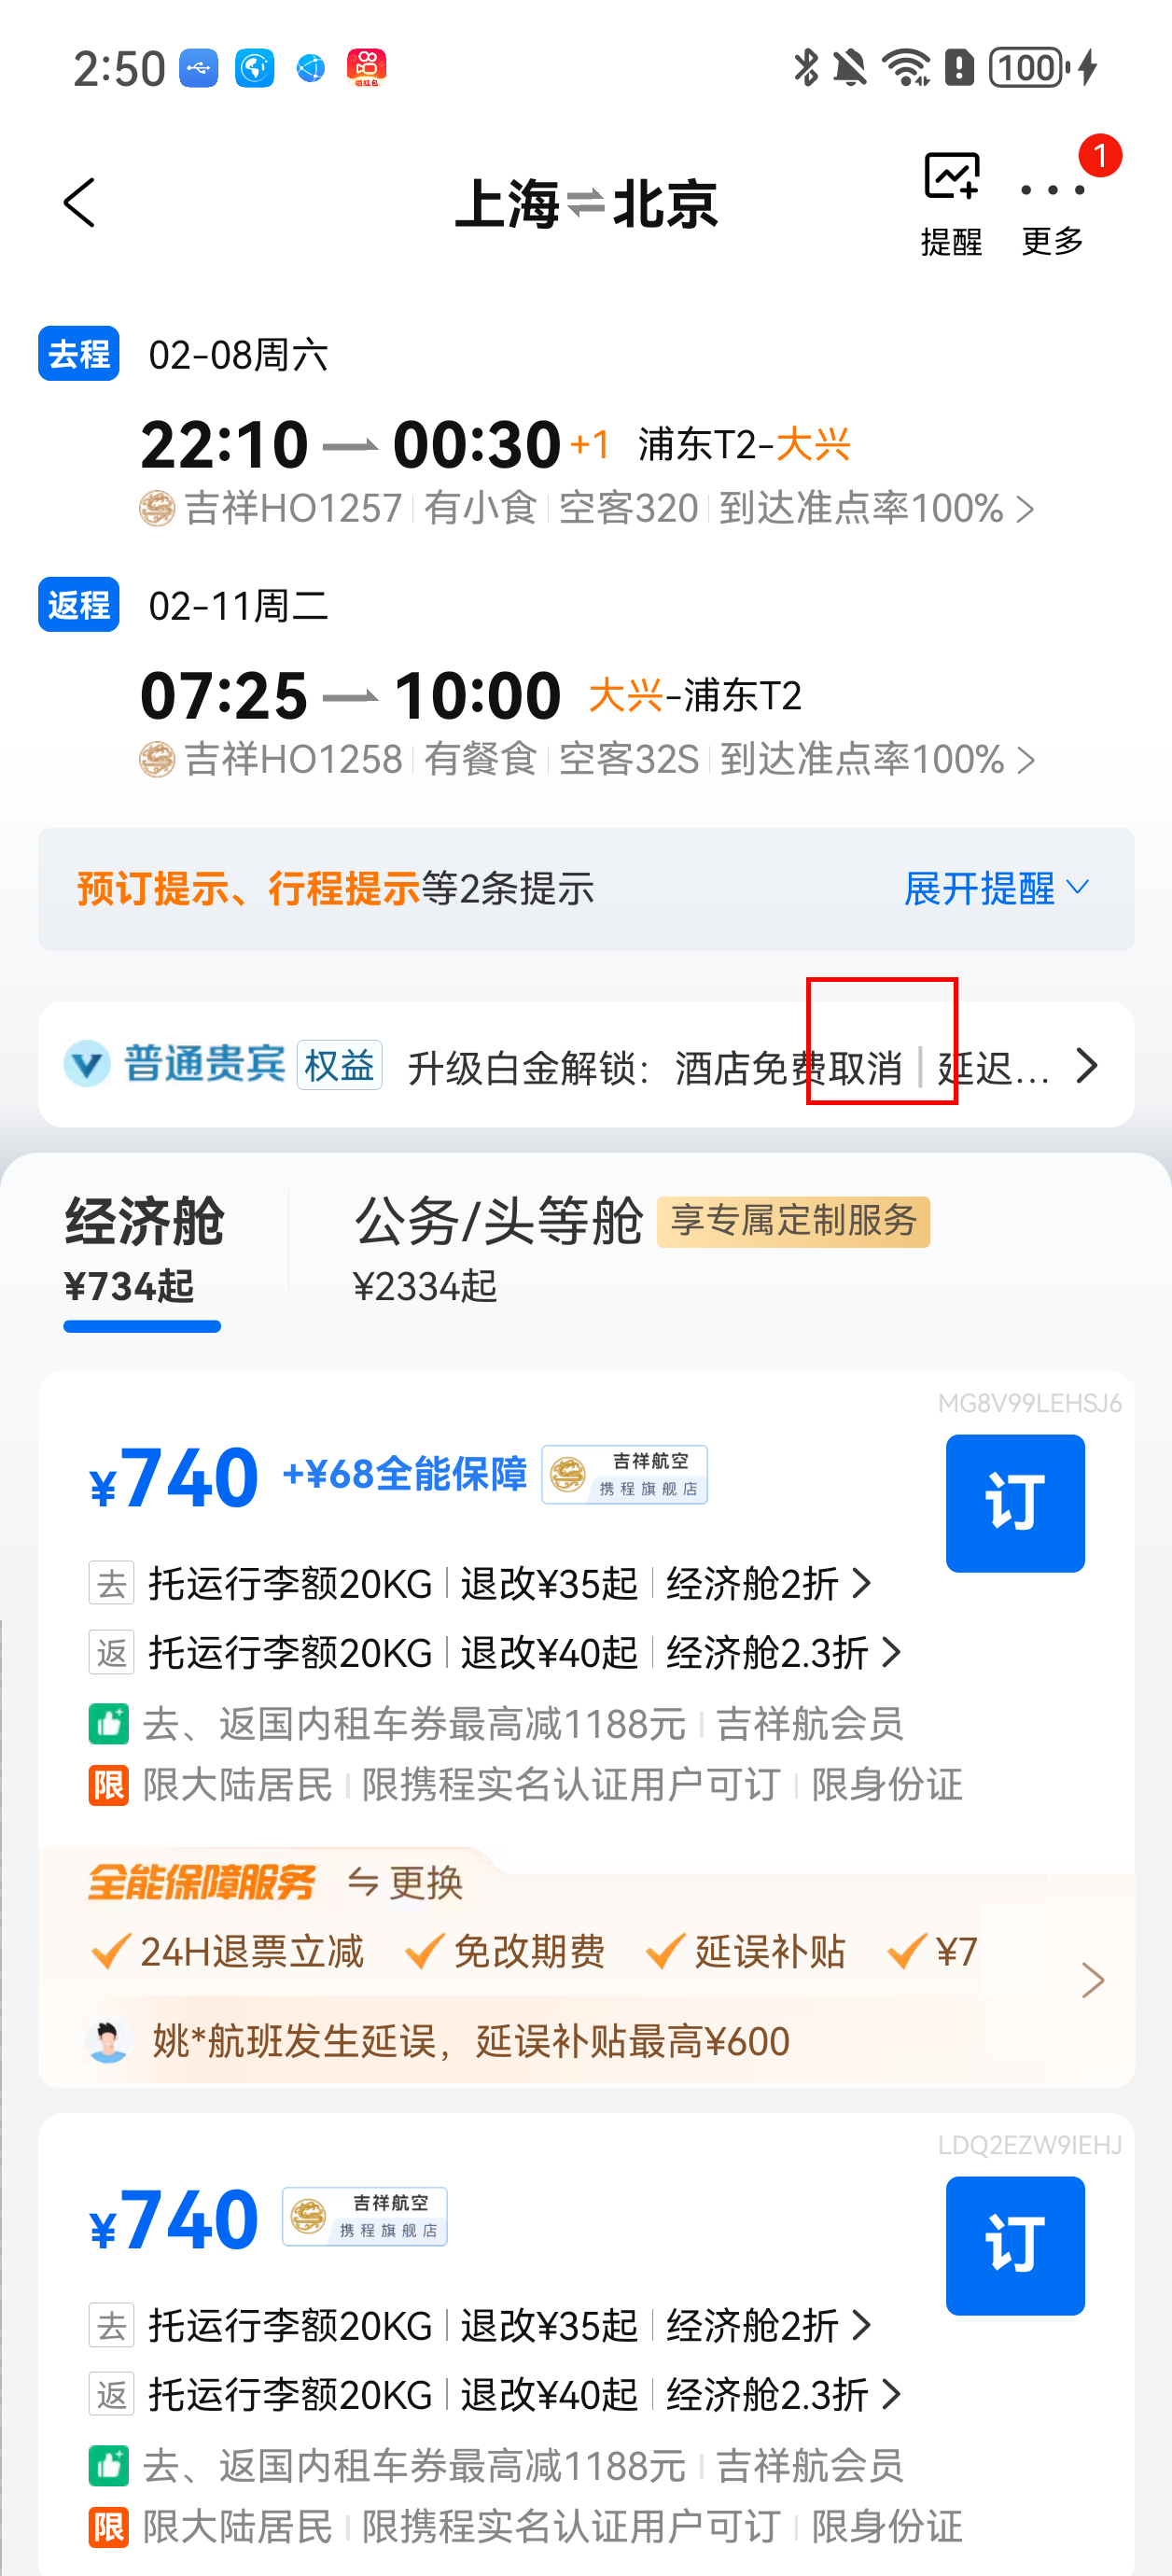 2:50 领红包 100
上海⇌北京
提醒
更多
1
去程 02-08周六
22:10 00:30 +1 浦东T2-大兴
吉祥HO1257 有小食 空客320 到达准点率100% >
返程 02-11周二
07:25 10:00 大兴-浦东T2
吉祥HO1258 有餐食 空客32S 到达准点率100% >
预订提示、行程提示等2条提示 展开提醒
普通贵宾 权益 升级白金解锁：酒店免费取消 | 延迟... >
经济舱
¥734起
公务/头等舱 享专属定制服务
¥2334起
MG8V99LEHSJ6
¥740 +¥68全能保障 吉祥航空 携程旗舰店
订
去 托运行李额20KG | 退改¥35起 | 经济舱2折 >
返 托运行李额20KG | 退改¥40起 | 经济舱2.3折 >
去、返国内租车券最高减1188元 | 吉祥航会员
限 限大陆居民 | 限携程实名认证用户可订 | 限身份证
全能保障服务 ⇋ 更换
24H退票立减 免改期费 延误补贴 ¥7 >
姚*航班发生延误，延误补贴最高¥600
LDQ2EZW9IEHJ
¥740 吉祥航空 携程旗舰店
订
去 托运行李额20KG | 退改¥35起 | 经济舱2折 >
返 托运行李额20KG | 退改¥40起 | 经济舱2.3折 >
去、返国内租车券最高减1188元 | 吉祥航会员
限 限大陆居民 | 限携程实名认证用户可订 | 限身份证